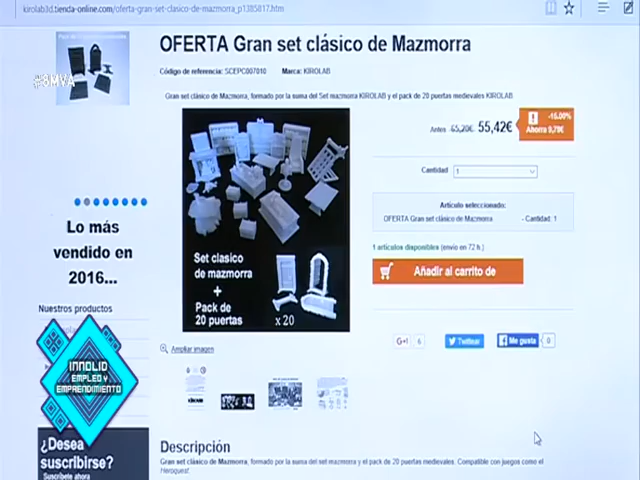 kirolab3d.tienda-online.com/oferta-gran-set-clasico-de-mazmorra_p1385817.htm
#8MVA
OFERTA Gran set clásico de Mazmorra
Código de referencia: SCEPC007010 Marca: KIROLAB
Gran set clásico de Mazmorra, formado por la suma del Set mazmorra KIROLAB y el pack de 20 puertas medievales KIROLAB
Antes 65,20€ 55,42€
-15.00%
Ahorra 9,78€
Cantidad 1
Artículo seleccionado:
OFERTA Gran set clásico de Mazmorra - Cantidad: 1
1 artículos disponibles (envío en 72 h.)
Añadir al carrito de
Set clasico
de mazmorra
+
Pack de
20 puertas
x 20
Ampliar imagen
G+ 6 Twittear Me gusta 0
Lo más
vendido en
2016...
Nuestros productos
INNOLID
EMPLEO Y
EMPRENDIMIENTO
¿Desea
suscribirse?
Suscríbete ahora
Descripción
Gran set clásico de Mazmorra, formado por la suma del set mazmorra y el pack de 20 puertas medievales. Compatible con juegos como el
Heroquest.